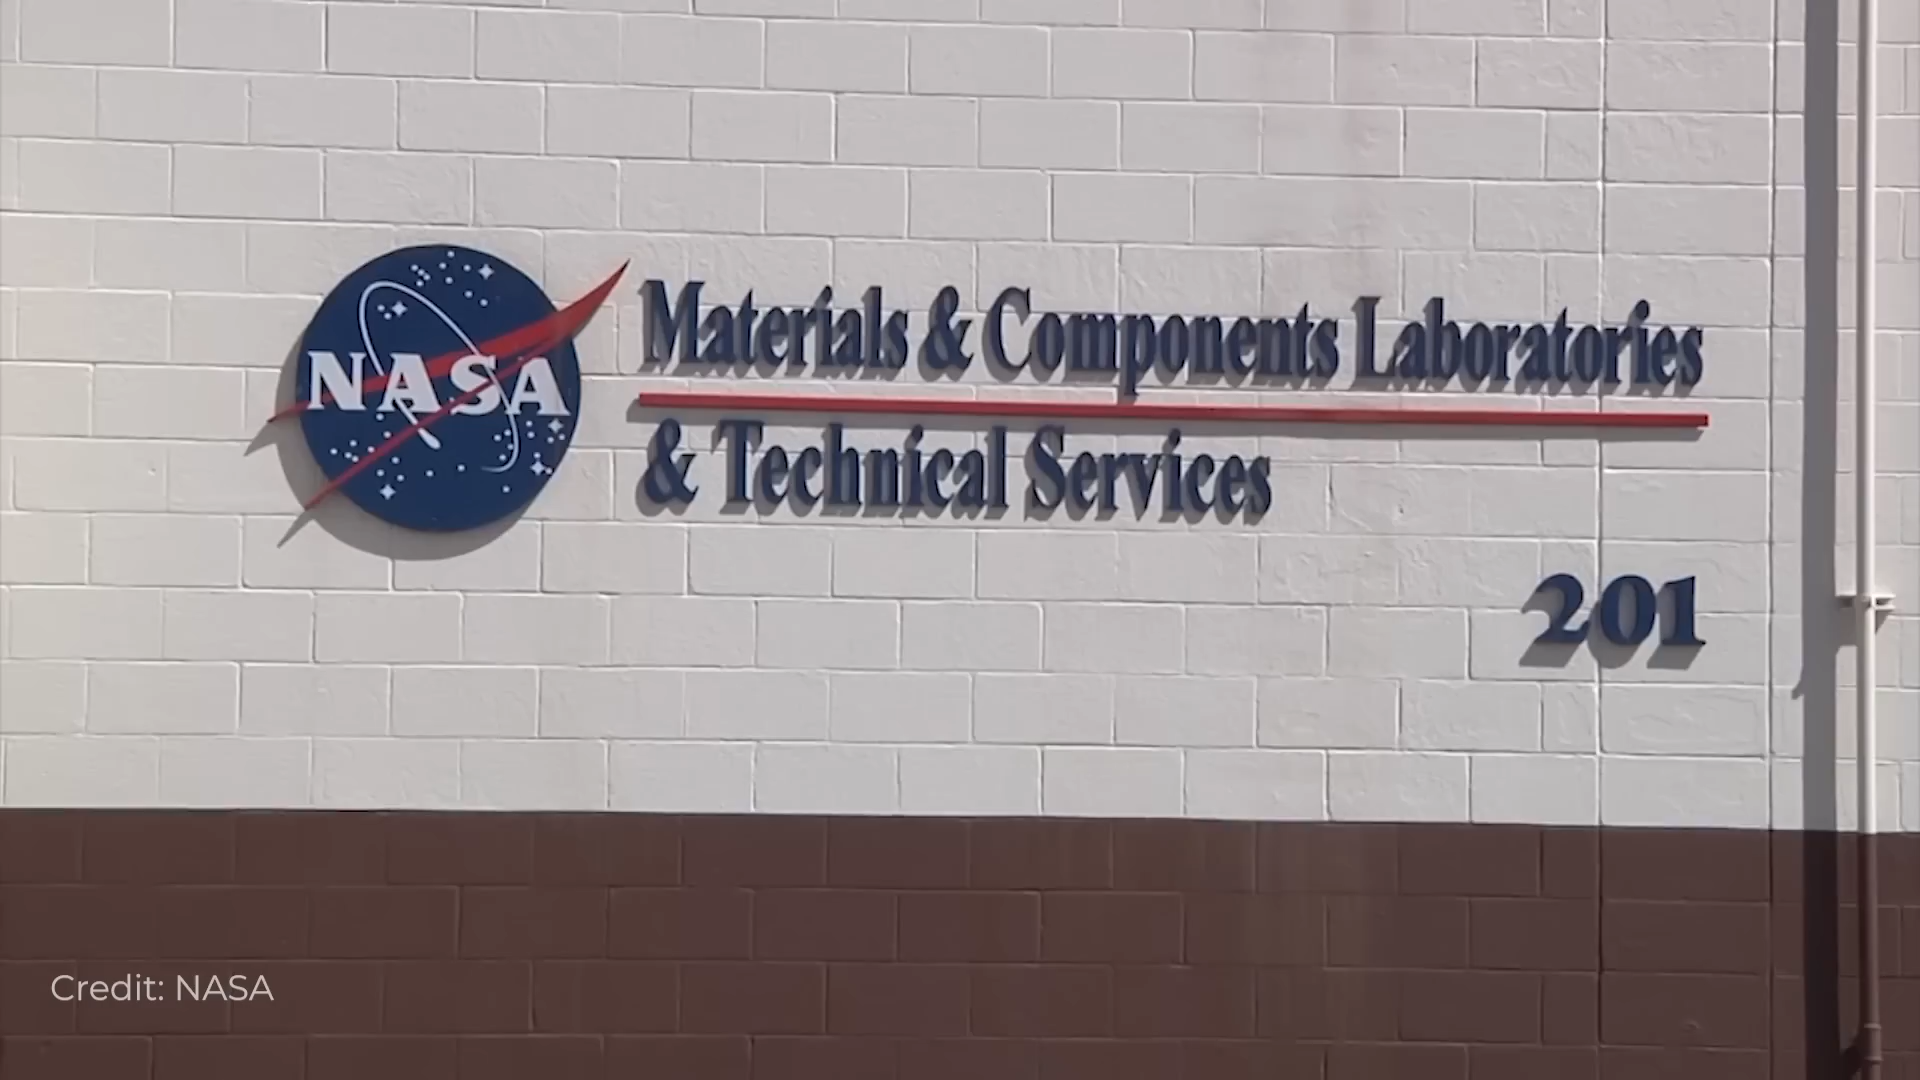 NASA
Materials & Components Laboratories
& Technical Services
201
Credit: NASA